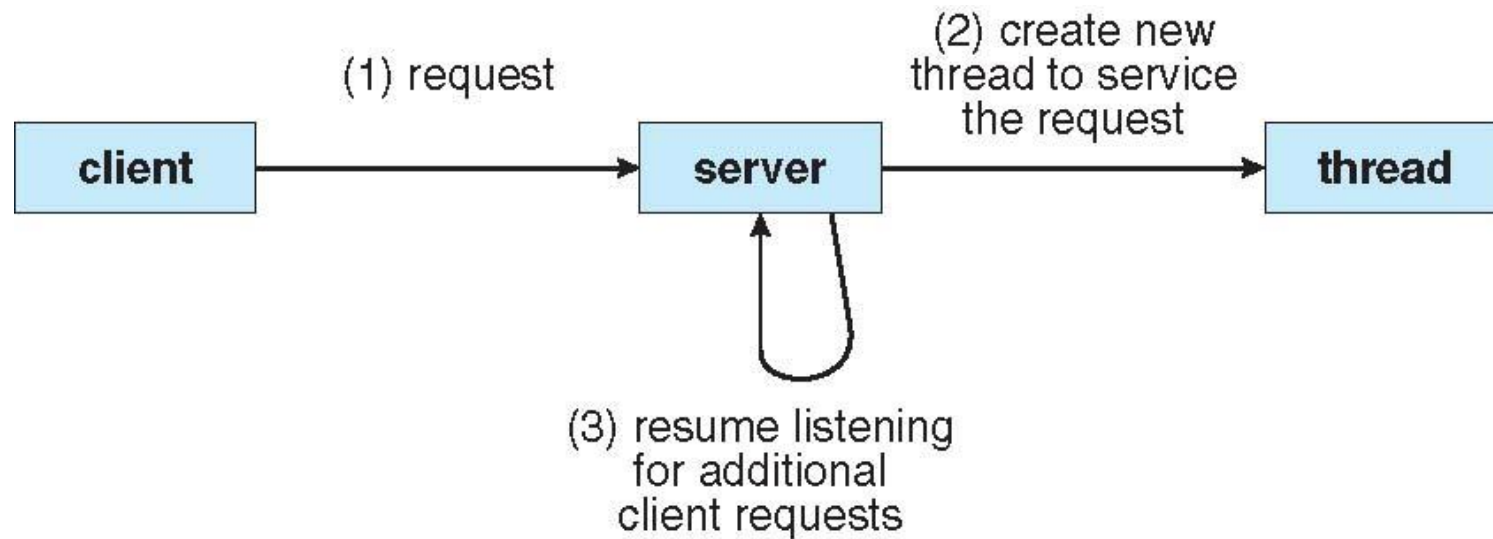 (1) request
(2) create new
thread to service
the request
client
server
thread
(3) resume listening
for additional
client requests